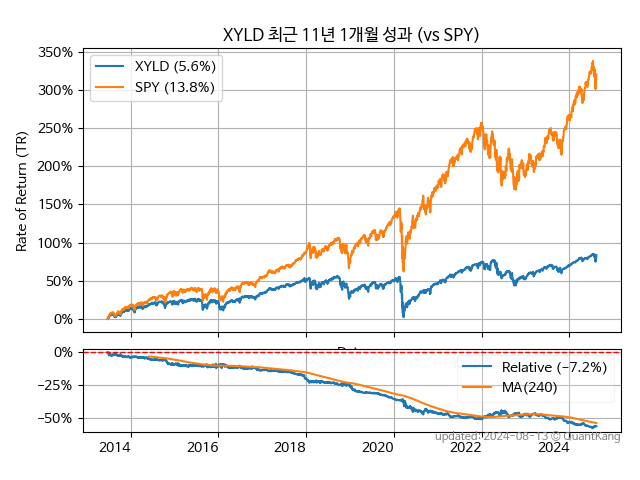 XYLD 최근 11년 1개월 성과 (vs SPY)
350%
300%
250%
200%
150%
100%
50%
0%
Rate of Return (TR)
XYLD (5.6%)
SPY (13.8%)
0%
−25%
−50%
Relative (−7.2%)
MA(240)
2014
2016
2018
2020
2022
2024
updated: 2024-08-13 © QuantKang